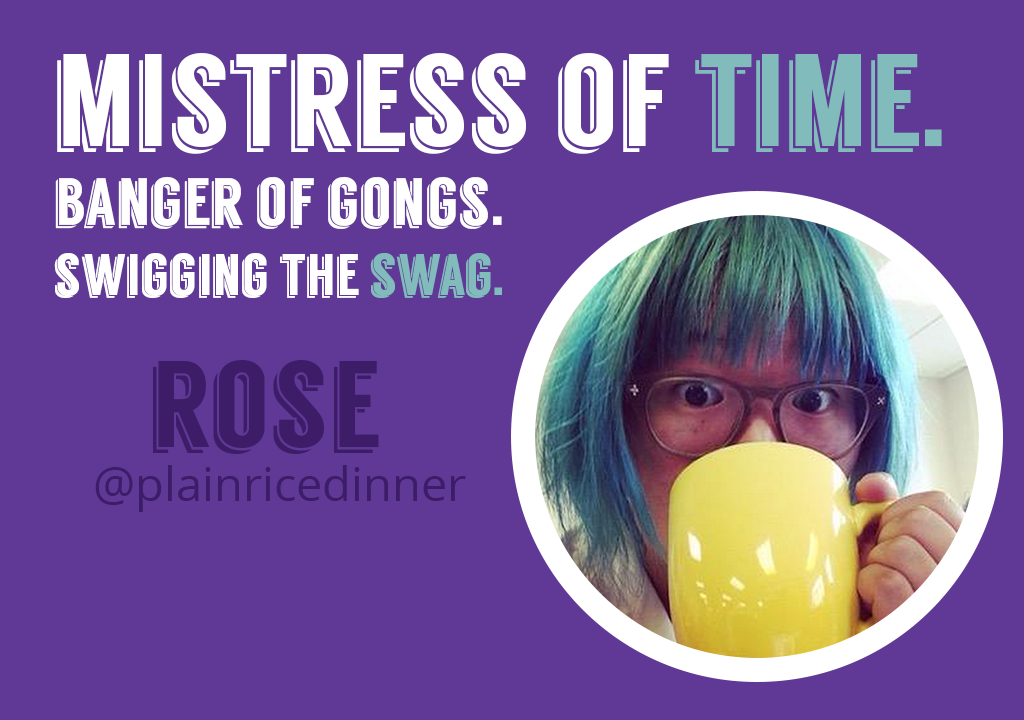 MISTRESS OF TIME.
BANGER OF GONGS.
SWIGGING THE SWAG.
ROSE
@plainricedinner